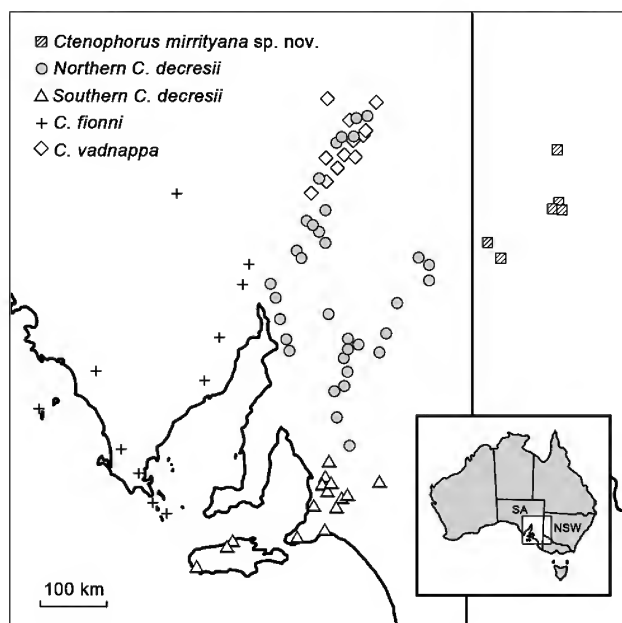 Ctenophorus mirrityana sp. nov.
Northern C. decresii
Southern C. decresii
C. fionni
C. vadnappa
SA
NSW
100 km